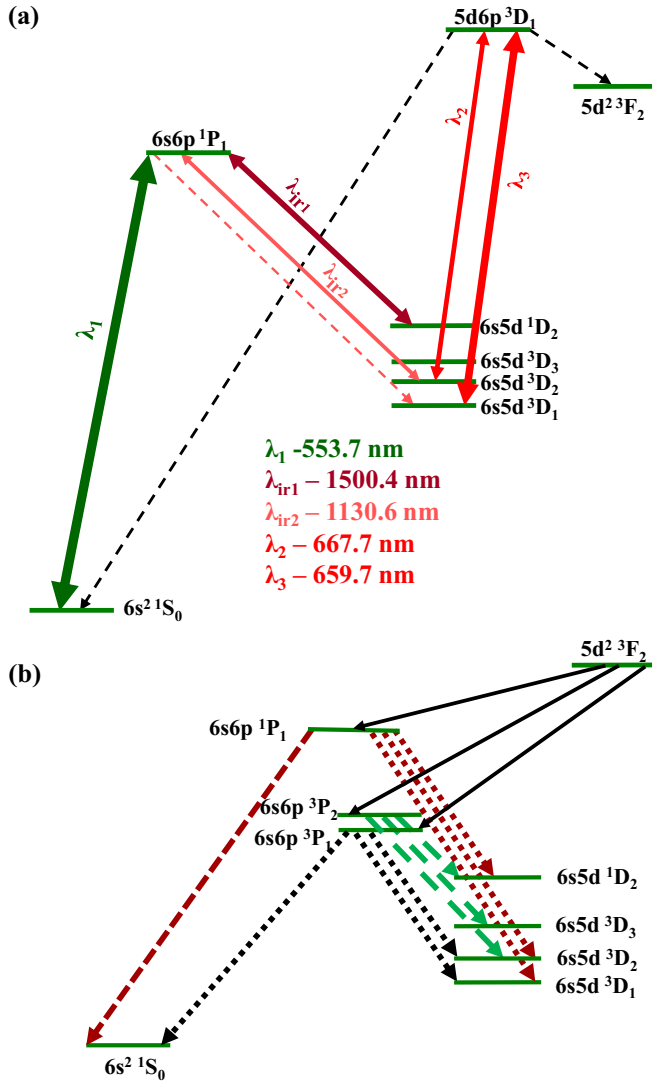 (a)
5d6p ³D₁
5d² ³F₂
6s6p ¹P₁
λ₂
λ₃
λir1
λir2
λ₁
6s5d ¹D₂
6s5d ³D₃
6s5d ³D₂
6s5d ³D₁
λ₁ -553.7 nm
λir1 – 1500.4 nm
λir2 – 1130.6 nm
λ₂ – 667.7 nm
λ₃ – 659.7 nm
6s² ¹S₀
(b)
5d² ³F₂
6s6p ¹P₁
6s6p ³P₂
6s6p ³P₁
6s5d ¹D₂
6s5d ³D₃
6s5d ³D₂
6s5d ³D₁
6s² ¹S₀